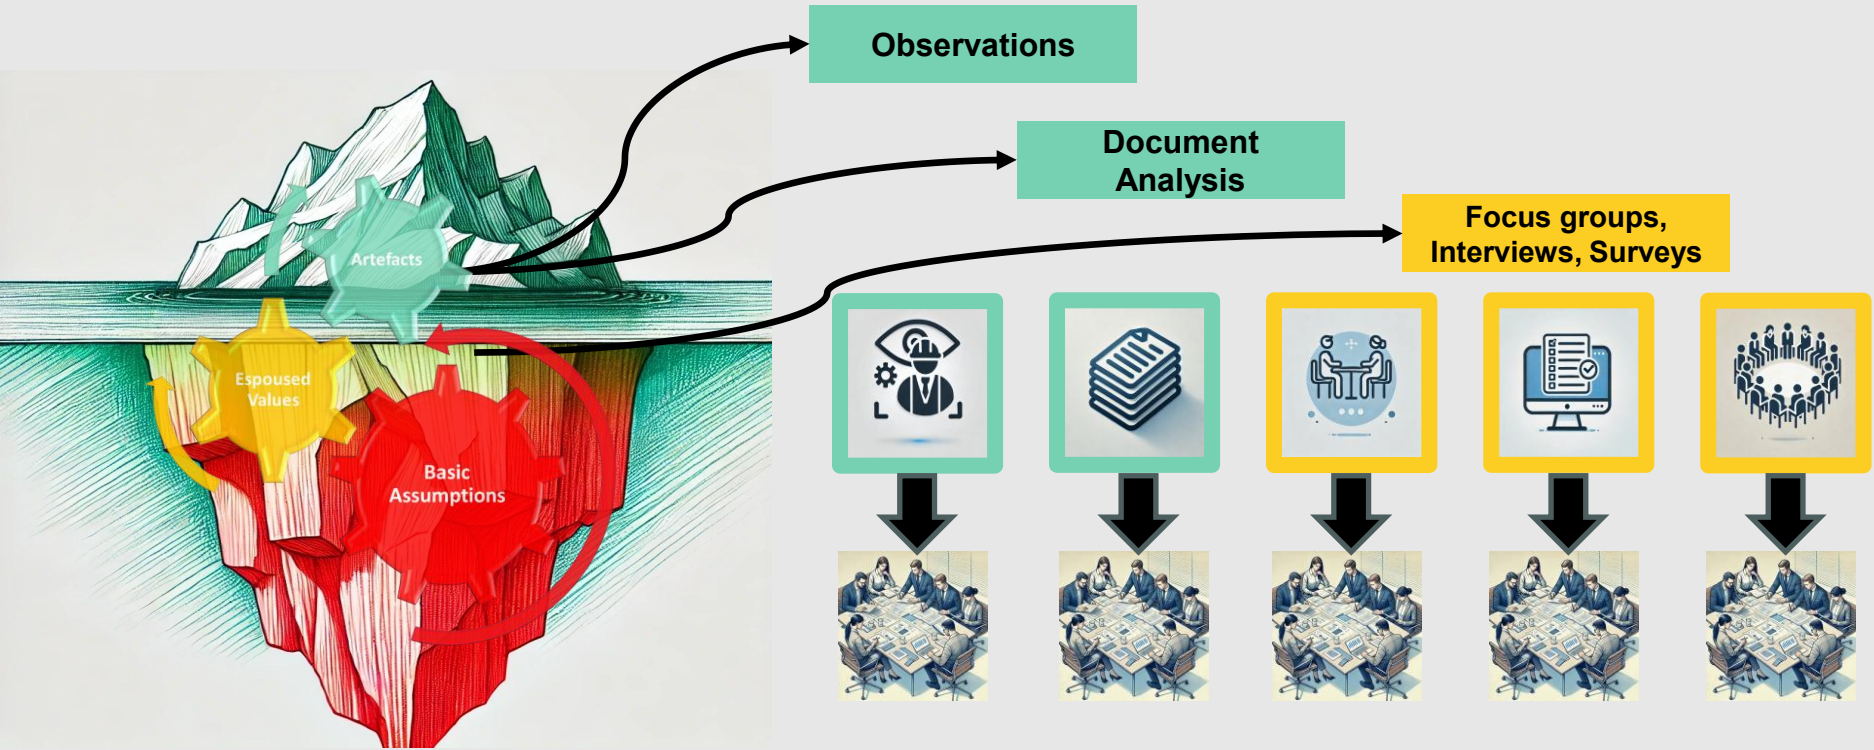 Observations
Document
Analysis
Focus groups,
Interviews, Surveys
Artefacts
Espoused
Values
Basic
Assumptions